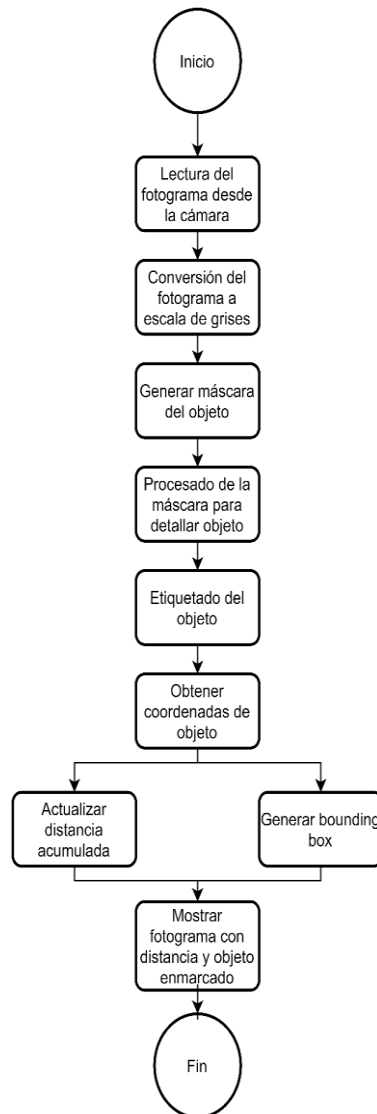 Inicio
Lectura del
fotograma desde
la cámara
Conversión del
fotograma a
escala de grises
Generar máscara
del objeto
Procesado de la
máscara para
detallar objeto
Etiquetado del
objeto
Obtener
coordenadas de
objeto
Actualizar
distancia
acumulada
Generar bounding
box
Mostrar
fotograma con
distancia y objeto
enmarcado
Fin